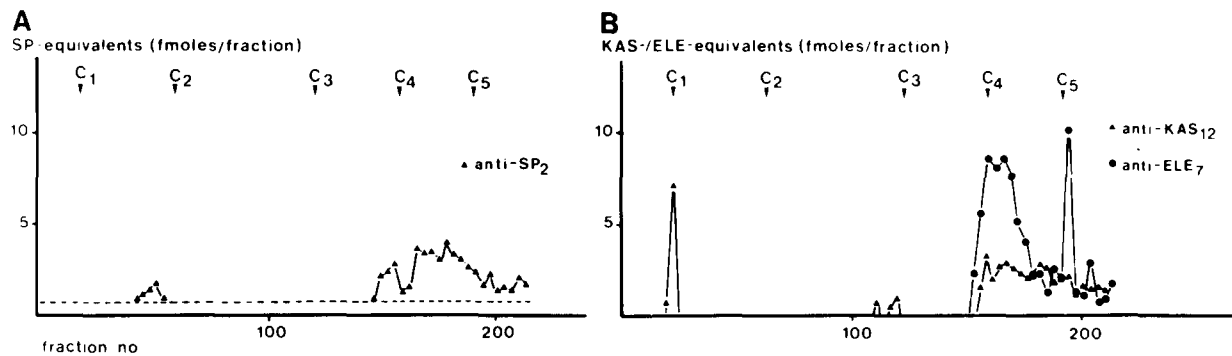 A
SP-equivalents (fmoles/fraction)
C1 C2 C3 C4 C5
10
5
anti-SP2
100 200
fraction no
B
KAS-/ELE-equivalents (fmoles/fraction)
C1 C2 C3 C4 C5
10
5
anti-KAS12
anti-ELE7
100 200